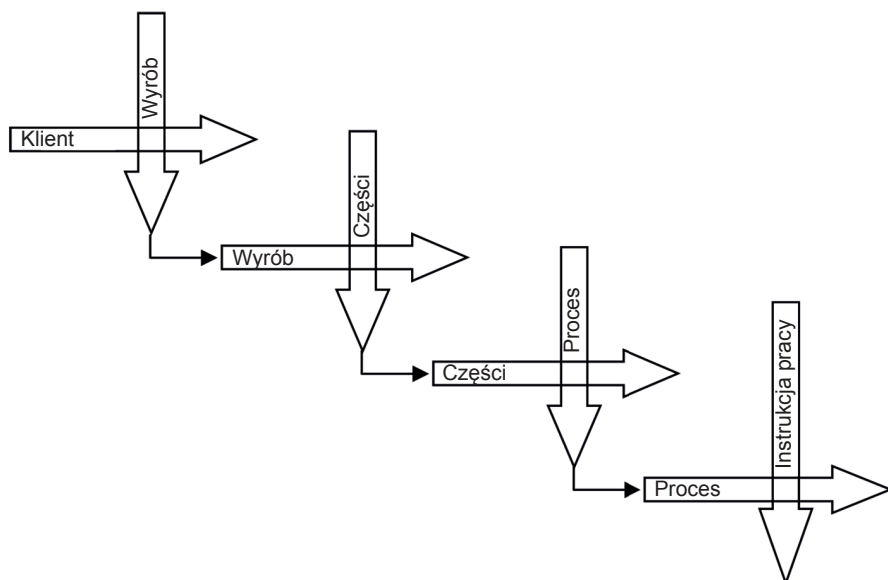 Wyrób
Klient
Części
Wyrób
Proces
Części
Instrukcja pracy
Proces